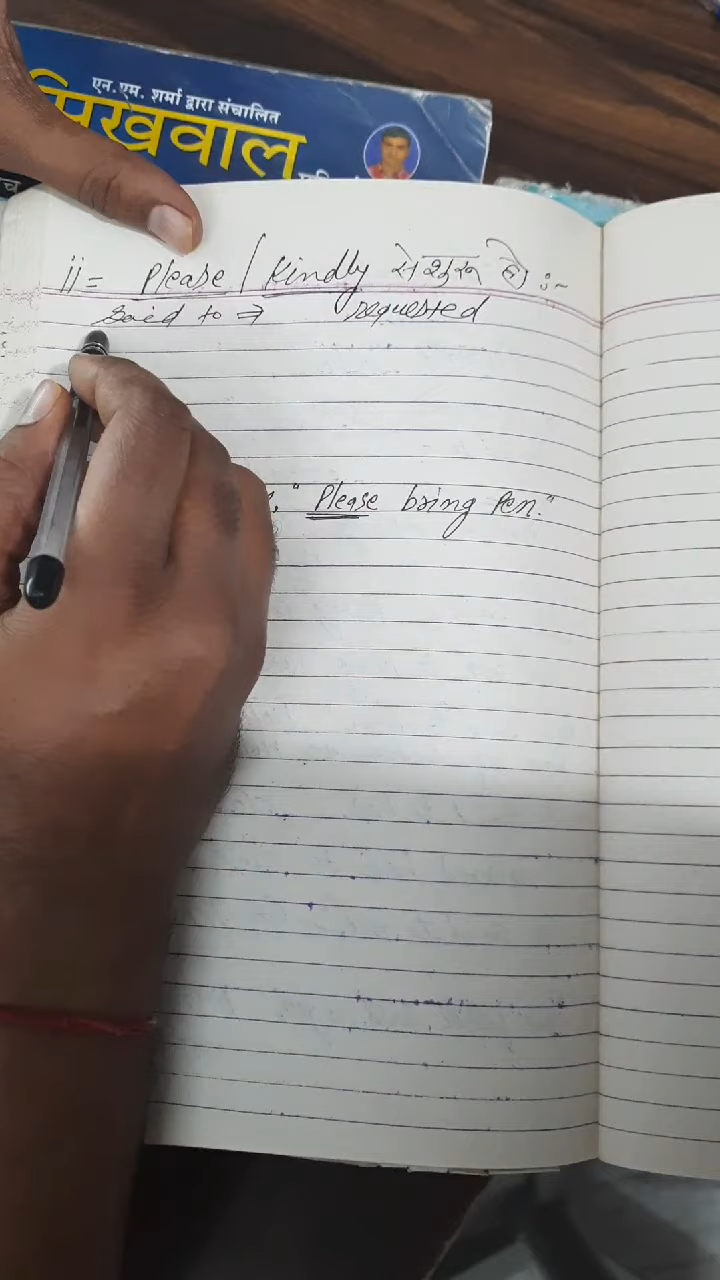 एन.एम. शर्मा द्वारा संचालित
सिखवाल
ii = Please / Kindly से शुरू हो :-
said to ⇒ requested
"Please bring Pen."